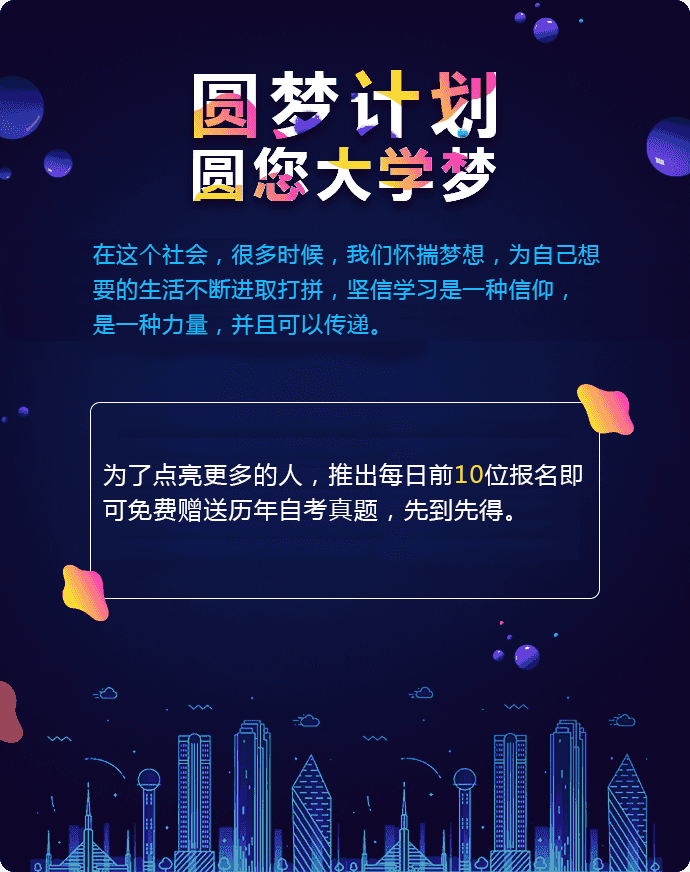 圆梦计划
圆您大学梦
在这个社会，很多时候，我们怀揣梦想，为自己想
要的生活不断进取打拼，坚信学习是一种信仰，
是一种力量，并且可以传递。
为了点亮更多的人，推出每日前10位报名即
可免费赠送历年自考真题，先到先得。